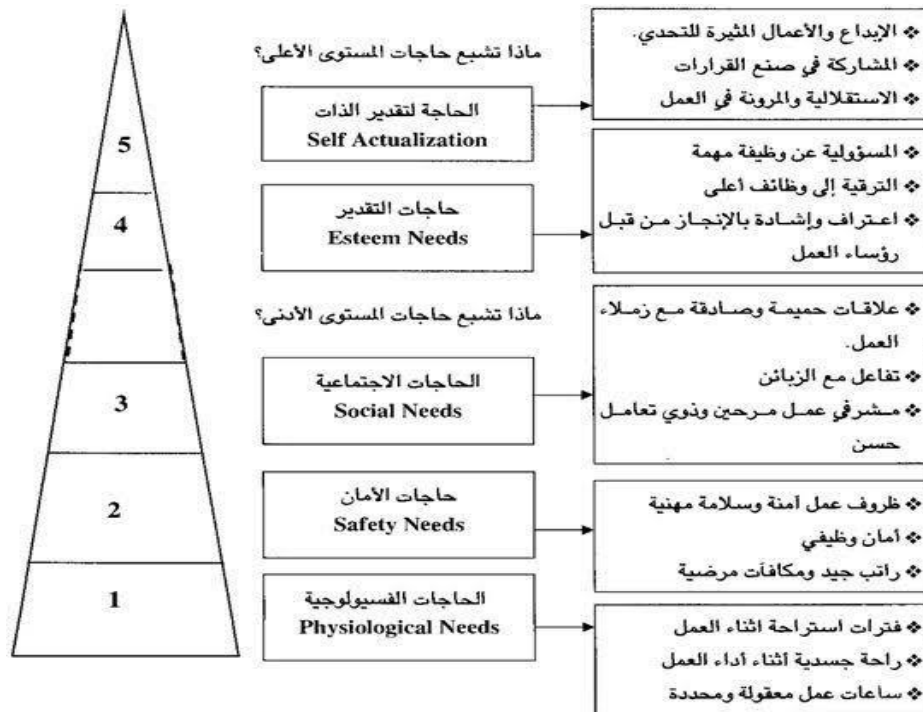 ماذا تشبع حاجات المستوى الأعلى؟
5
الحاجة لتقدير الذات
Self Actualization
❖ الإبداع والأعمال المثيرة للتحدي.
❖ المشاركة في صنع القرارات
❖ الاستقلالية والمرونة في العمل
4
حاجات التقدير
Esteem Needs
❖ المسؤولية عن وظيفة مهمة
❖ الترقية إلى وظائف أعلى
❖ اعتراف وإشادة بالإنجاز من قبل
رؤساء العمل
ماذا تشبع حاجات المستوى الأدنى؟
3
الحاجات الاجتماعية
Social Needs
❖ علاقات حميمة وصادقة مع زملاء
العمل.
❖ تفاعل مع الزبائن
❖ مشرفي عمل مرحين وذوي تعامل
حسن
2
حاجات الأمان
Safety Needs
❖ ظروف عمل آمنة وسلامة مهنية
❖ أمان وظيفي
❖ راتب جيد ومكافآت مرضية
1
الحاجات الفسيولوجية
Physiological Needs
❖ فترات استراحة اثناء العمل
❖ راحة جسدية أثناء أداء العمل
❖ ساعات عمل معقولة ومحددة